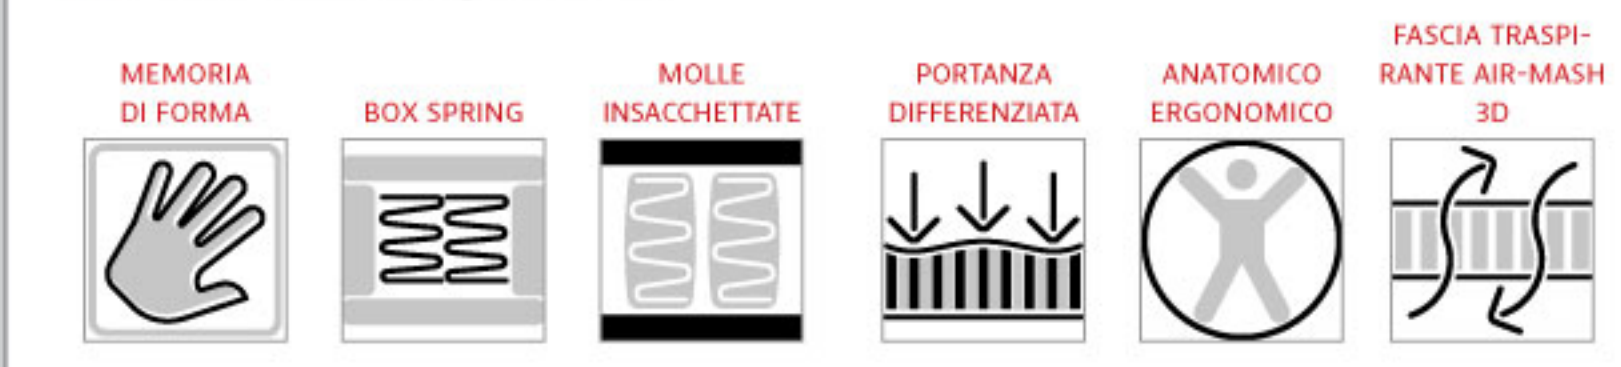 MEMORIA
DI FORMA
BOX SPRING
MOLLE
INSACCHETTATE
PORTANZA
DIFFERENZIATA
ANATOMICO
ERGONOMICO
FASCIA TRASPI-
RANTE AIR-MASH
3D